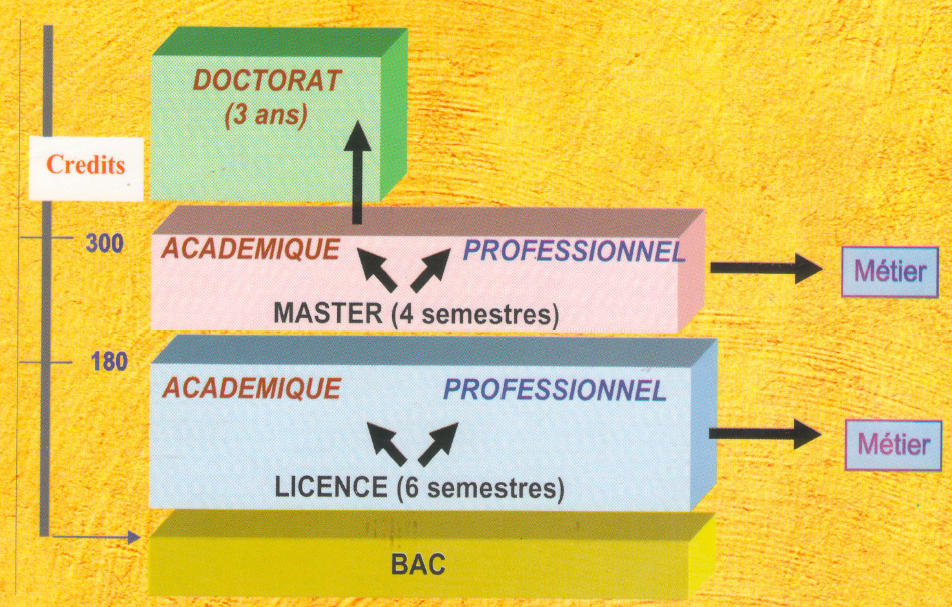 DOCTORAT
(3 ans)
Credits
300
ACADEMIQUE PROFESSIONNEL
Métier
MASTER (4 semestres)
180
ACADEMIQUE PROFESSIONNEL
Métier
LICENCE (6 semestres)
BAC